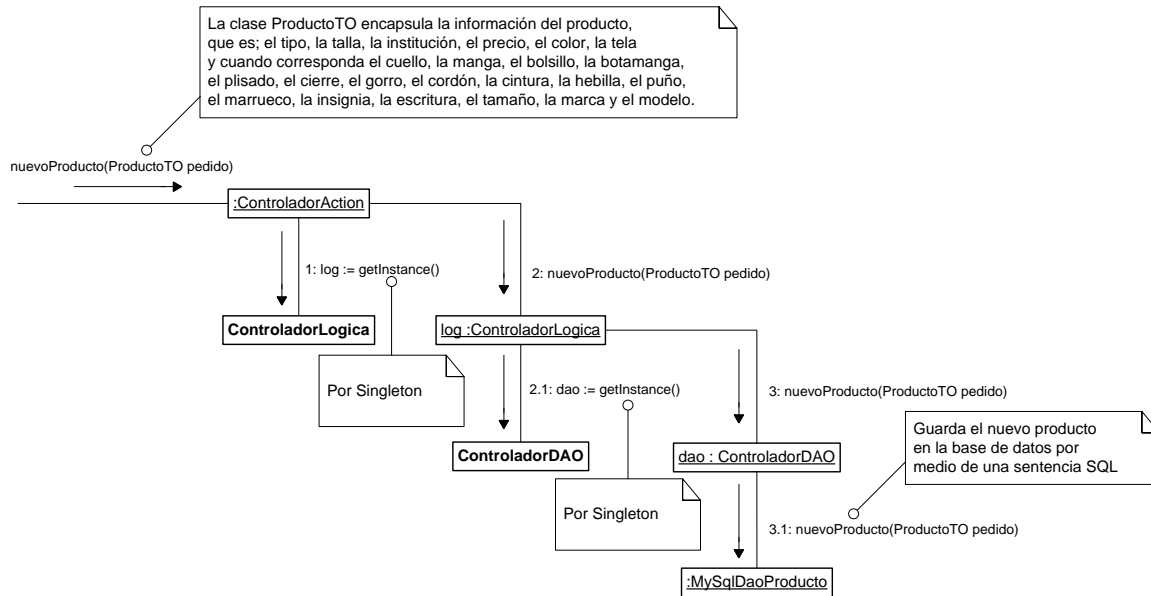 La clase ProductoTO encapsula la información del producto,
que es; el tipo, la talla, la institución, el precio, el color, la tela
y cuando corresponda el cuello, la manga, el bolsillo, la botamanga,
el plisado, el cierre, el gorro, el cordón, la cintura, la hebilla, el puño,
el marrueco, la insignia, la escritura, el tamaño, la marca y el modelo.
nuevoProducto(ProductoTO pedido)
:ControladorAction
1: log := getInstance()
2: nuevoProducto(ProductoTO pedido)
ControladorLogica
log :ControladorLogica
Por Singleton
2.1: dao := getInstance()
3: nuevoProducto(ProductoTO pedido)
Guarda el nuevo producto
en la base de datos por
medio de una sentencia SQL
ControladorDAO
dao : ControladorDAO
Por Singleton
3.1: nuevoProducto(ProductoTO pedido)
:MySqlDaoProducto